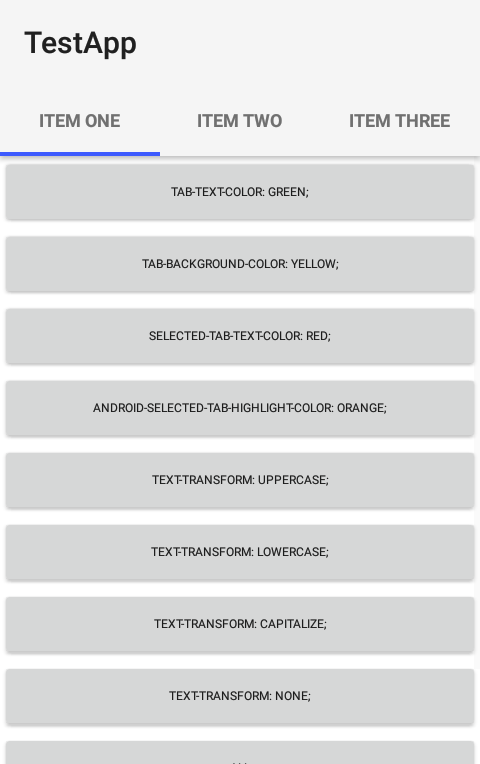 TestApp
ITEM ONE ITEM TWO ITEM THREE
TAB-TEXT-COLOR: GREEN;
TAB-BACKGROUND-COLOR: YELLOW;
SELECTED-TAB-TEXT-COLOR: RED;
ANDROID-SELECTED-TAB-HIGHLIGHT-COLOR: ORANGE;
TEXT-TRANSFORM: UPPERCASE;
TEXT-TRANSFORM: LOWERCASE;
TEXT-TRANSFORM: CAPITALIZE;
TEXT-TRANSFORM: NONE;